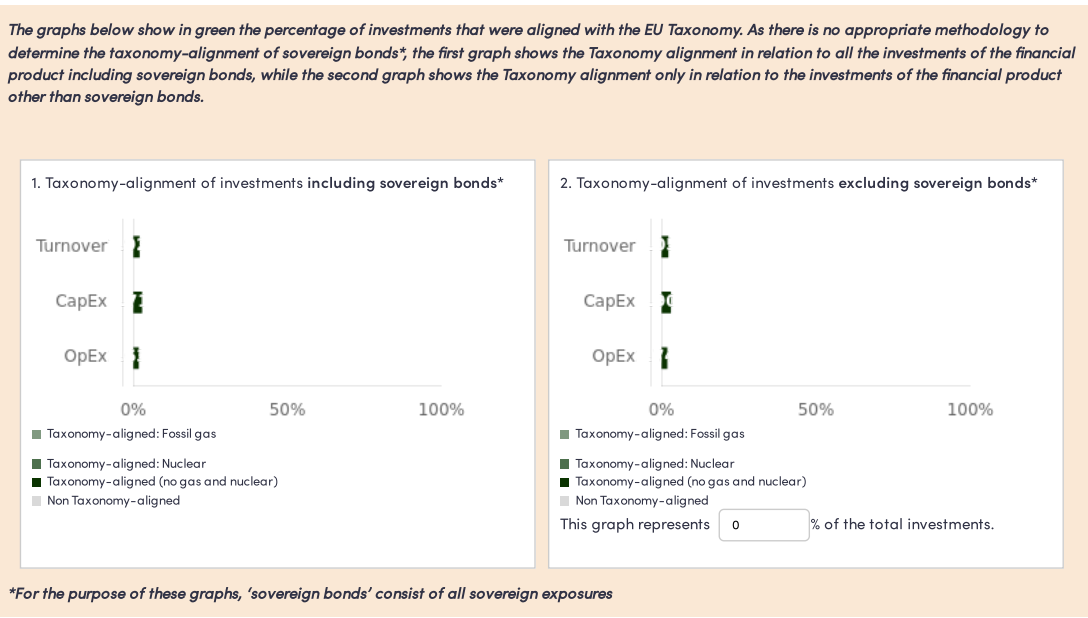 The graphs below show in green the percentage of investments that were aligned with the EU Taxonomy. As there is no appropriate methodology to
determine the taxonomy-alignment of sovereign bonds*, the first graph shows the Taxonomy alignment in relation to all the investments of the financial
product including sovereign bonds, while the second graph shows the Taxonomy alignment only in relation to the investments of the financial product
other than sovereign bonds.
1. Taxonomy-alignment of investments including sovereign bonds*
Turnover
CapEx
OpEx
0% 50% 100%
Taxonomy-aligned: Fossil gas
Taxonomy-aligned: Nuclear
Taxonomy-aligned (no gas and nuclear)
Non Taxonomy-aligned
2. Taxonomy-alignment of investments excluding sovereign bonds*
Turnover
CapEx
OpEx
0% 50% 100%
Taxonomy-aligned: Fossil gas
Taxonomy-aligned: Nuclear
Taxonomy-aligned (no gas and nuclear)
Non Taxonomy-aligned
This graph represents 0 % of the total investments.
*For the purpose of these graphs, ‘sovereign bonds’ consist of all sovereign exposures